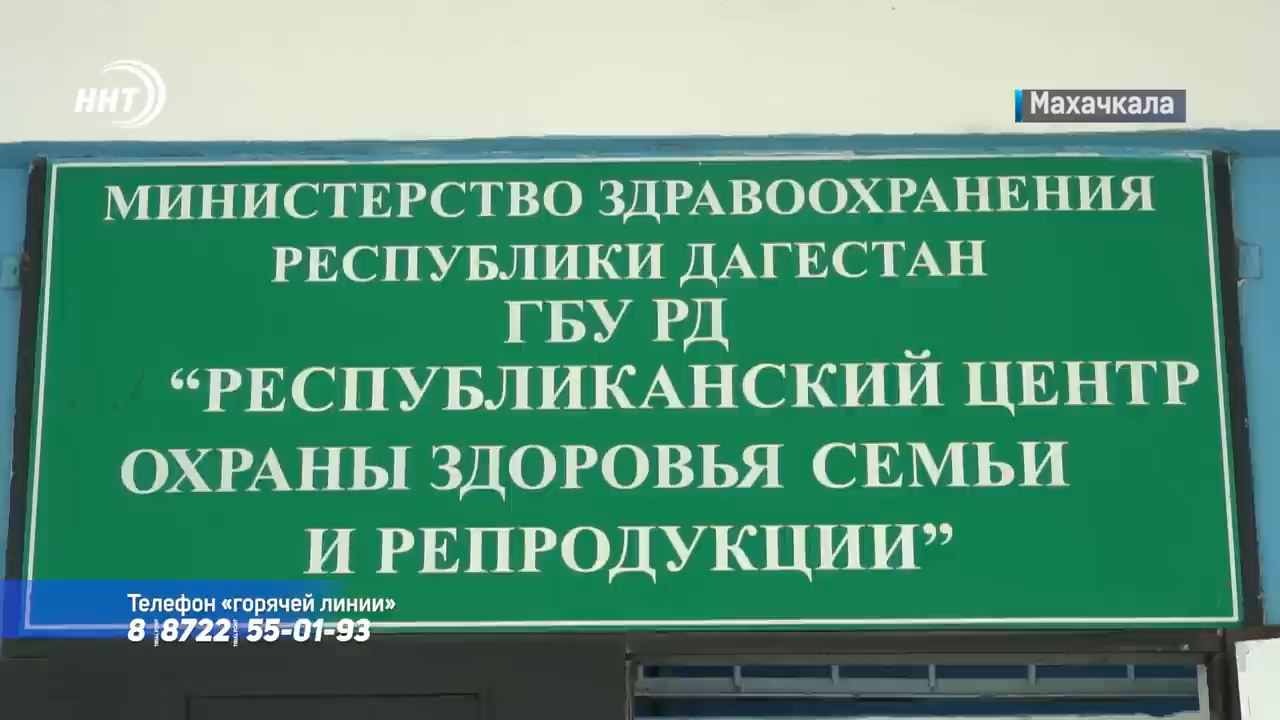 ННТ
Махачкала
МИНИСТЕРСТВО ЗДРАВООХРАНЕНИЯ
РЕСПУБЛИКИ ДАГЕСТАН
ГБУ РД
“РЕСПУБЛИКАНСКИЙ ЦЕНТР
ОХРАНЫ ЗДОРОВЬЯ СЕМЬИ
И РЕПРОДУКЦИИ”
Телефон «горячей линии»
8 8722 55-01-93